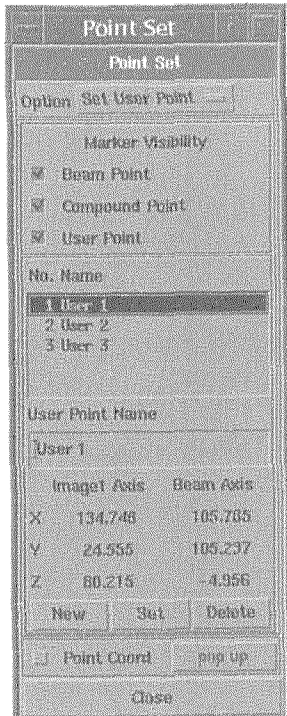 Point Set
Point Set
Option Set User Point
Marker Visibility
Beam Point
Compound Point
User Point
No. Name
1 User 1
2 User 2
3 User 3
User Point Name
User 1
Imaget Axis Beam Axis
X 134.748 105.765
Y 24.555 105.237
Z 60.215 -4.956
New Set Delete
Point Coord pop up
Close